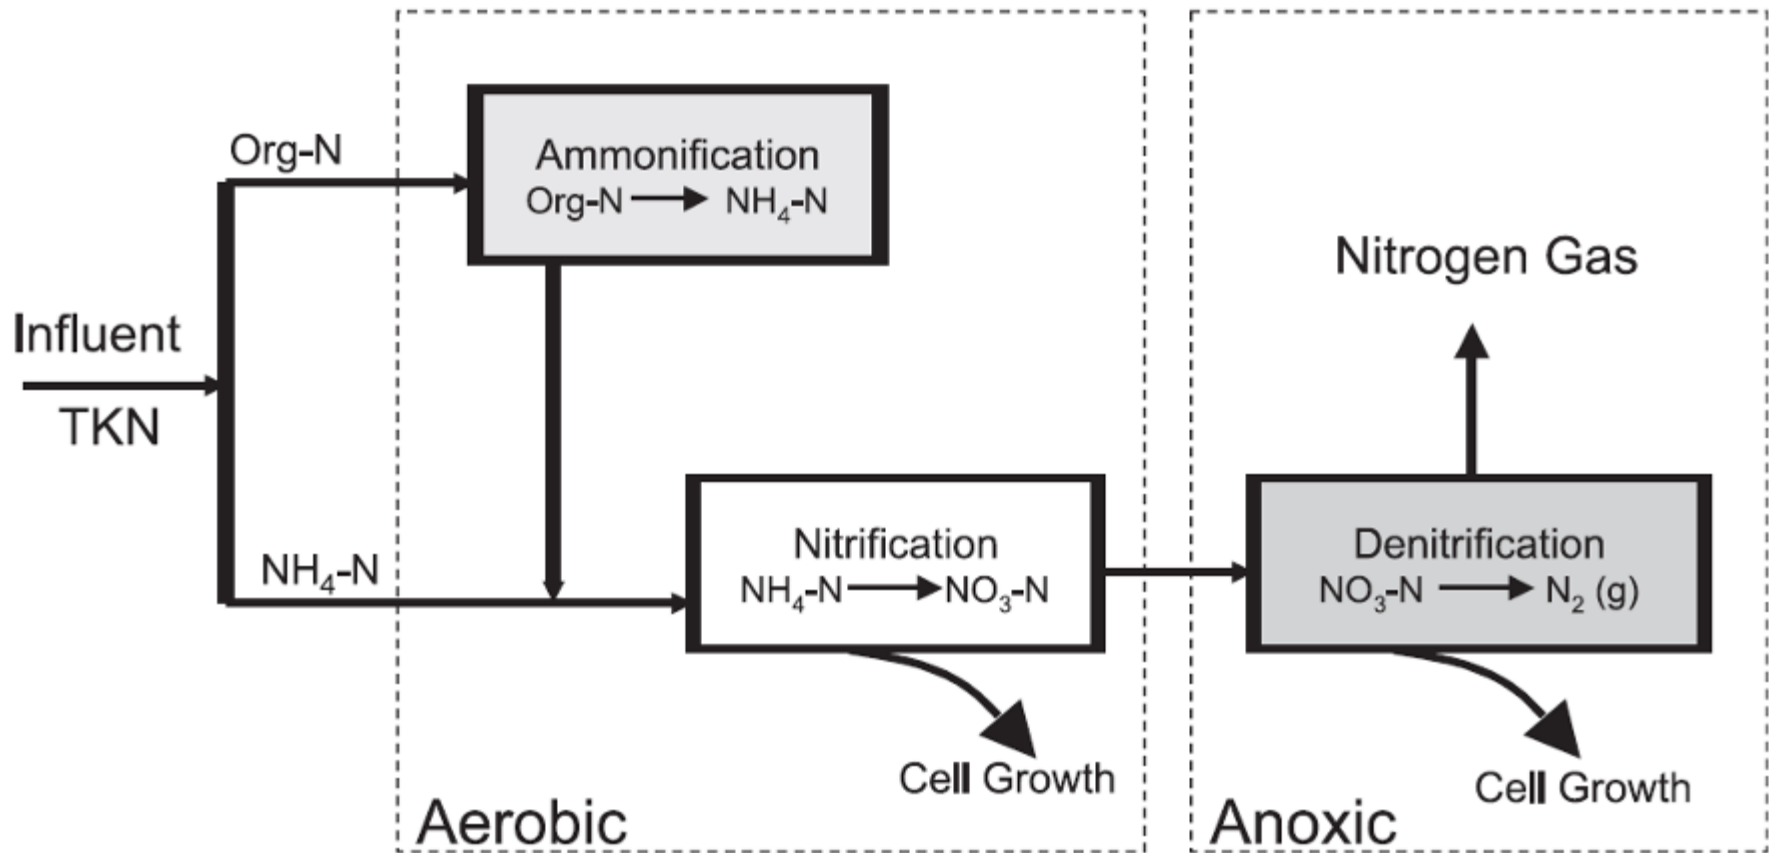 Influent
TKN
Org-N
NH₄-N
Ammonification
Org-N → NH₄-N
Nitrification
NH₄-N → NO₃-N
Cell Growth
Aerobic
Nitrogen Gas
Denitrification
NO₃-N → N₂ (g)
Cell Growth
Anoxic